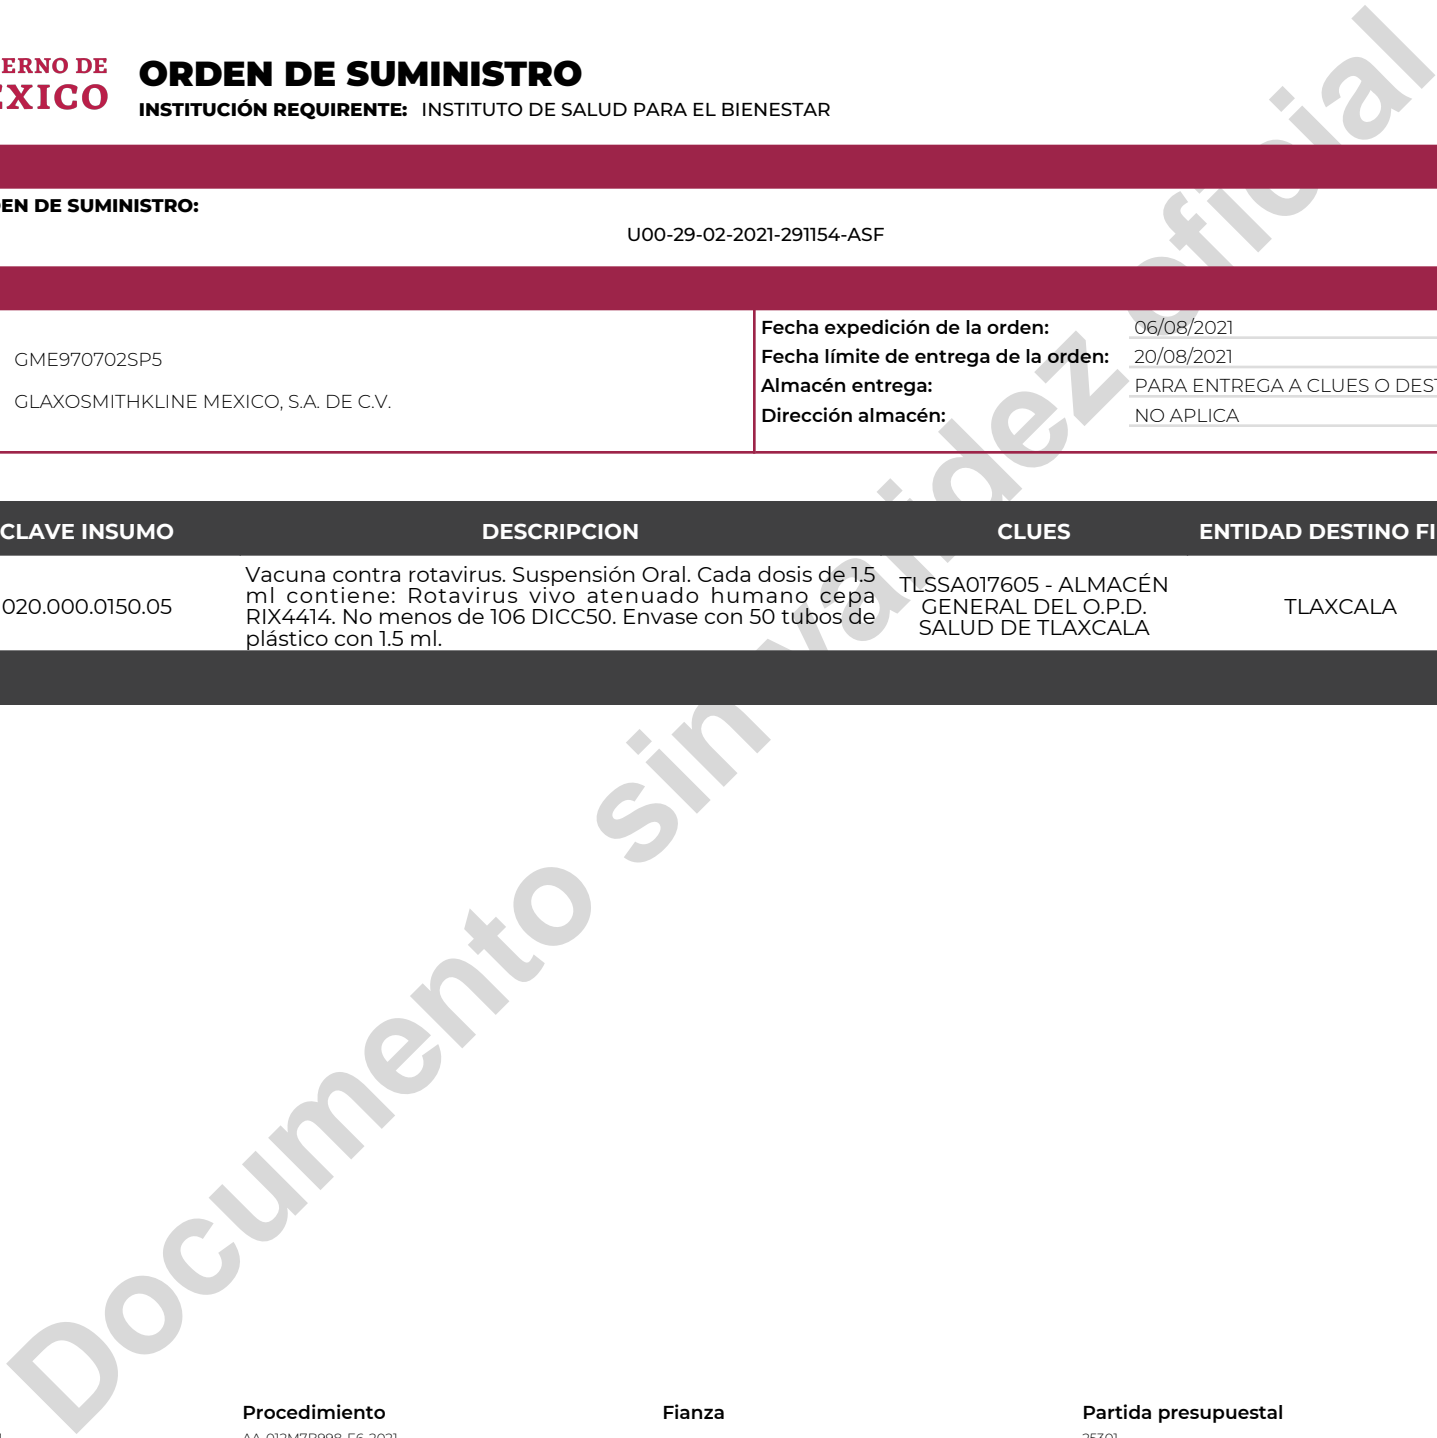 ERNO DE
EXICO
ORDEN DE SUMINISTRO
INSTITUCIÓN REQUIRENTE: INSTITUTO DE SALUD PARA EL BIENESTAR
EN DE SUMINISTRO:
U00-29-02-2021-291154-ASF
GME970702SP5
GLAXOSMITHKLINE MEXICO, S.A. DE C.V.
Fecha expedición de la orden: 06/08/2021
Fecha límite de entrega de la orden: 20/08/2021
Almacén entrega: PARA ENTREGA A CLUES O DEST
Dirección almacén: NO APLICA
CLAVE INSUMO DESCRIPCION CLUES ENTIDAD DESTINO FI
020.000.0150.05
Vacuna contra rotavirus. Suspensión Oral. Cada dosis de 1.5
ml contiene: Rotavirus vivo atenuado humano cepa
RIX4414. No menos de 106 DICC50. Envase con 50 tubos de
plástico con 1.5 ml.
TLSSA017605 - ALMACÉN
GENERAL DEL O.P.D.
SALUD DE TLAXCALA
TLAXCALA
Documento sin validez oficial
Procedimiento Fianza Partida presupuestal